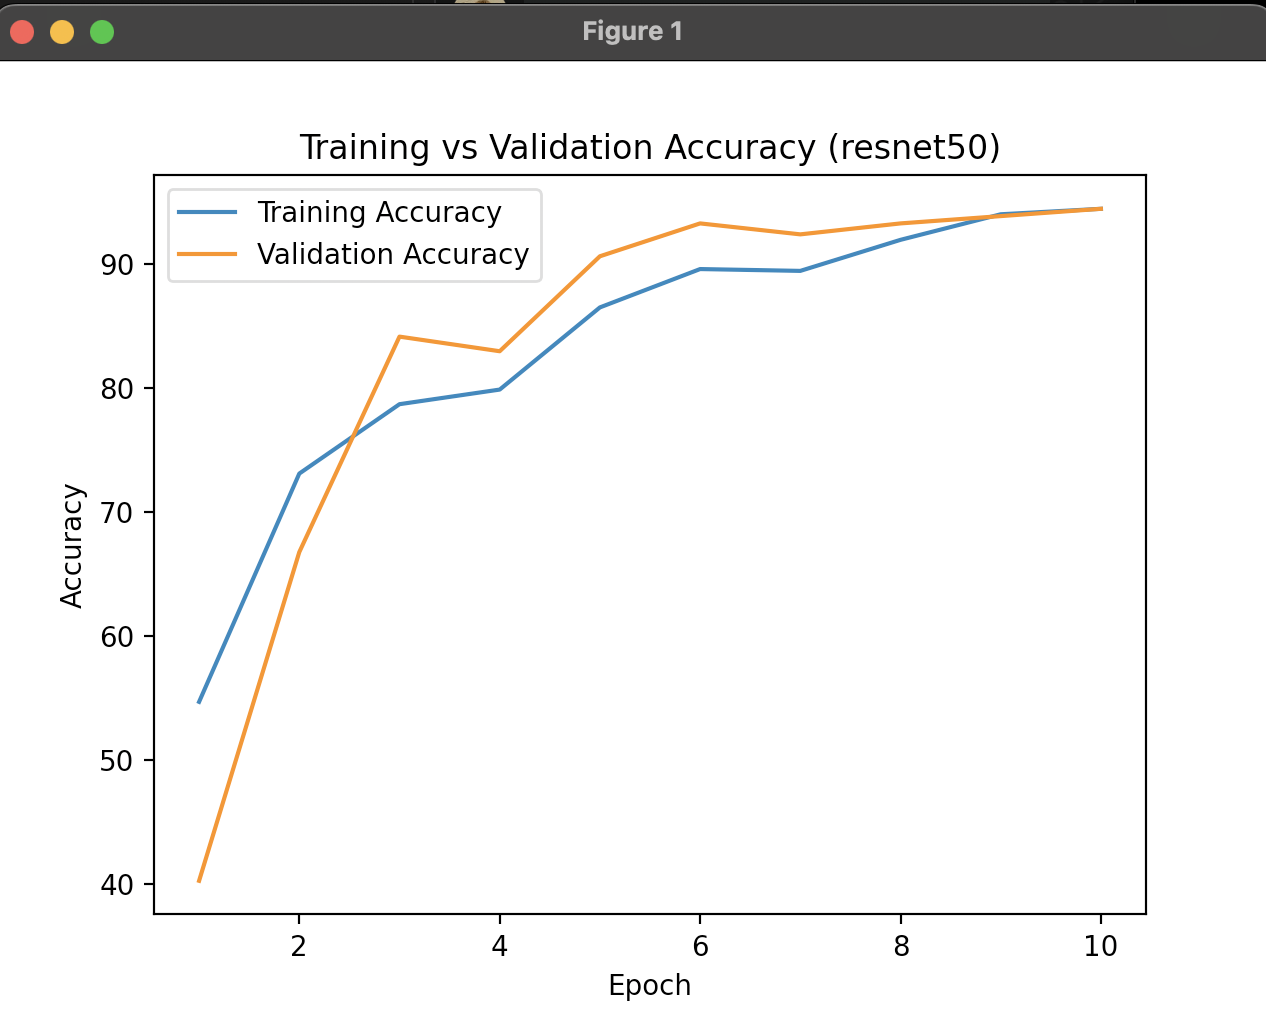 Figure 1
Training vs Validation Accuracy (resnet50)
Training Accuracy
Validation Accuracy
90
80
70
60
50
40
Accuracy
2 4 6 8 10
Epoch